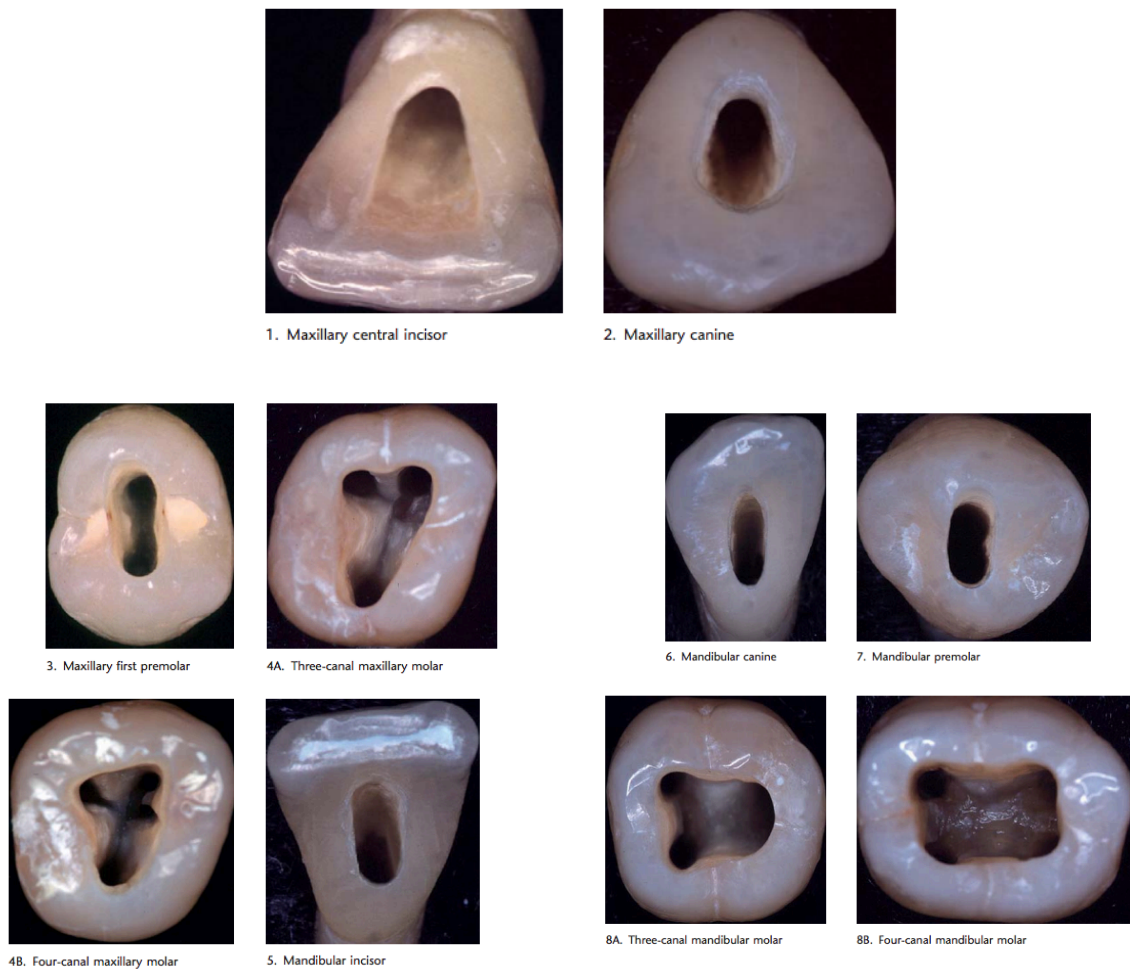 1. Maxillary central incisor
2. Maxillary canine
3. Maxillary first premolar
4A. Three-canal maxillary molar
6. Mandibular canine
7. Mandibular premolar
4B. Four-canal maxillary molar
5. Mandibular incisor
8A. Three-canal mandibular molar
8B. Four-canal mandibular molar